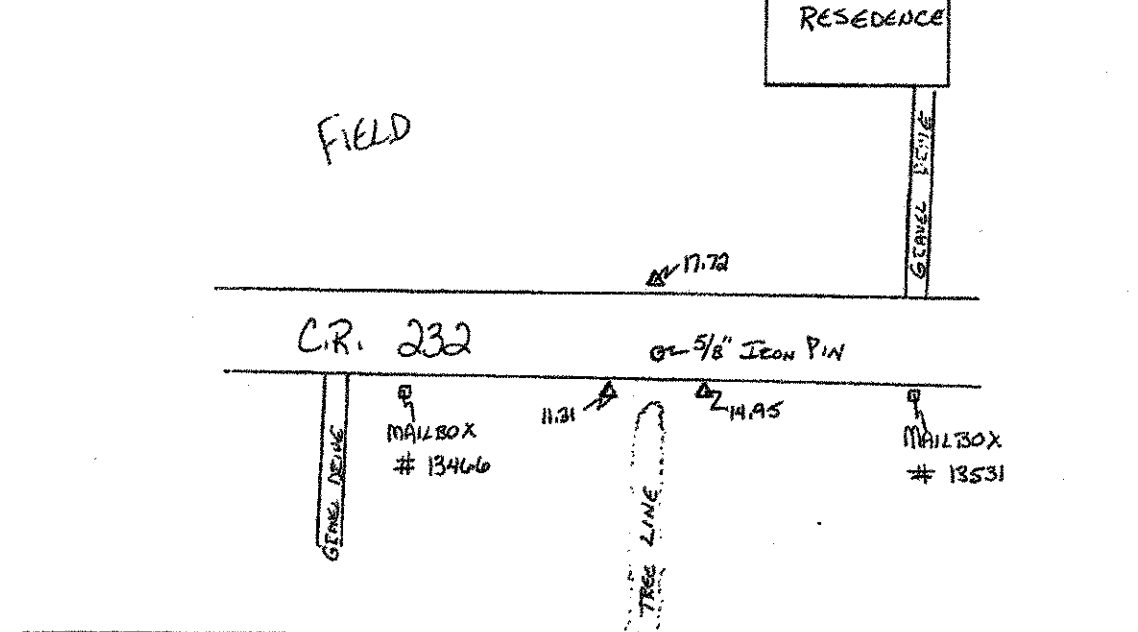 RESEDENCE
FIELD
GRAVEL DRIVE
17.72
C.R. 232
5/8" IRON PIN
11.31
14.95
MAILBOX
# 13466
MAILBOX
# 13531
GRAVEL DRIVE
TREE LINE